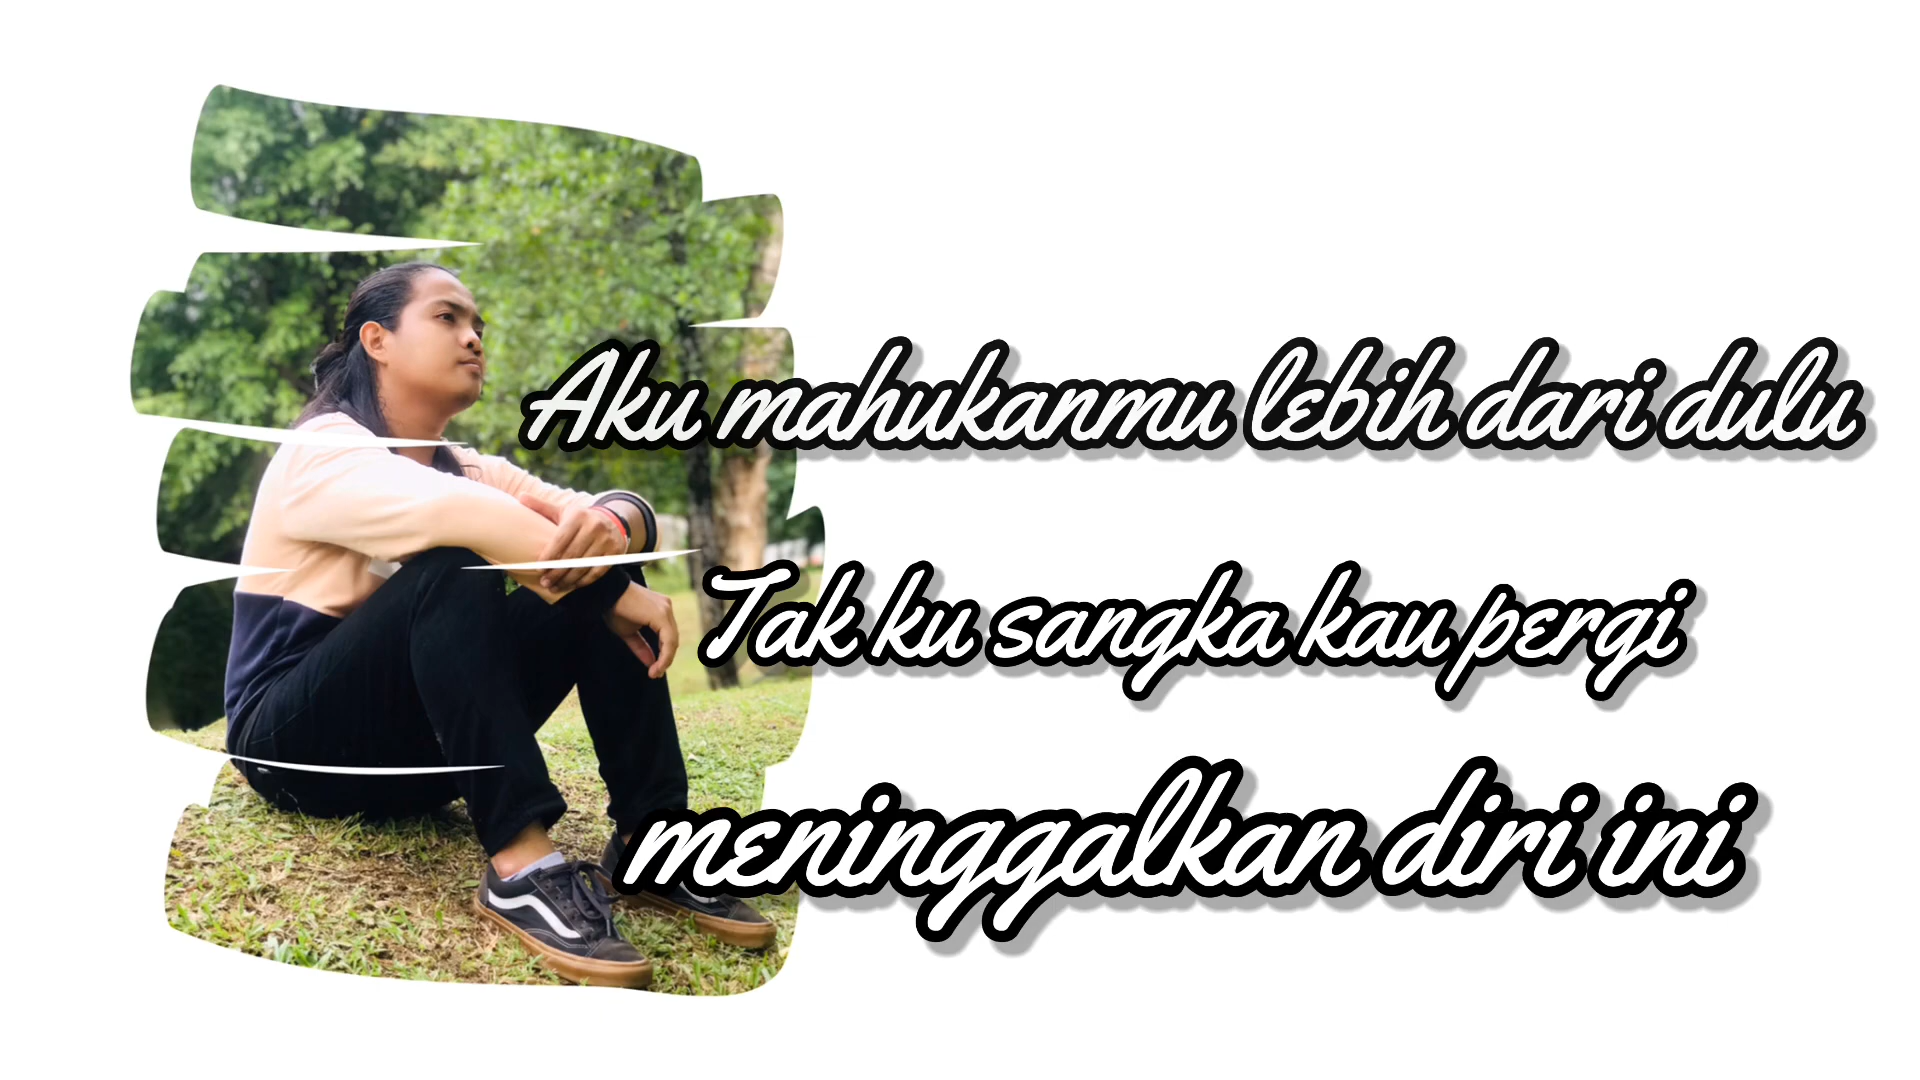 Aku mahukanmu lebih dari dulu
Tak ku sangka kau pergi
meninggalkan diri ini